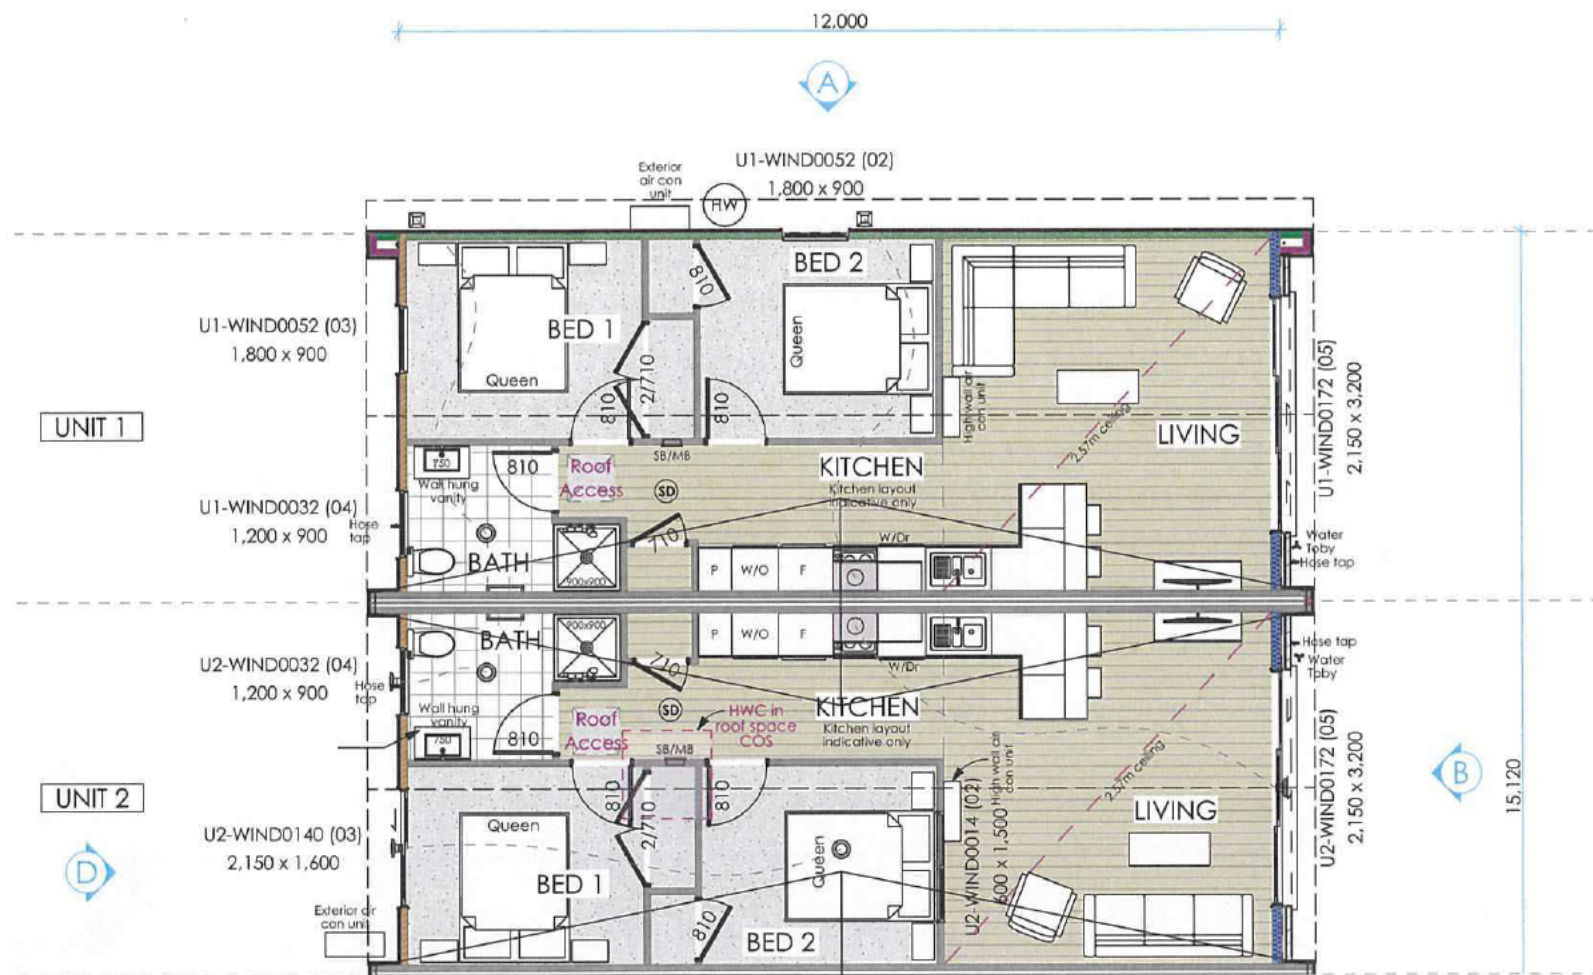 12,000
A
U1-WIND0052 (02)
1,800 x 900
Exterior
air con
unit
HW
BED 2
810
U1-WIND0052 (03)
1,800 x 900
BED 1
Queen
Queen
2/710
810
810
High wall air
con unit
2.57m ceiling
LIVING
U1-WIND0172 (05)
2,150 x 3,200
UNIT 1
750
Wall hung
vanity
810
Roof
Access
SB/MB
SD
KITCHEN
Kitchen layout
indicative only
U1-WIND0032 (04)
1,200 x 900
Hose
tap
BATH
900x900
710
P
W/O
F
W/Dr
Water
Toby
Hose tap
BATH
900x900
710
P
W/O
F
W/Dr
Hose tap
Water
Toby
U2-WIND0032 (04)
1,200 x 900
Hose
tap
Wall hung
vanity
750
810
Roof
Access
SD
HWC in
roof space
COS
SB/MB
KITCHEN
Kitchen layout
indicative only
High wall air
con unit
2.57m ceiling
U2-WIND0172 (05)
2,150 x 3,200
B
15,120
UNIT 2
810
2/710
810
U2-WIND0014 (02)
600 x 1,500
LIVING
U2-WIND0140 (03)
2,150 x 1,600
D
Queen
Queen
BED 1
Exterior air
con unit
810
BED 2